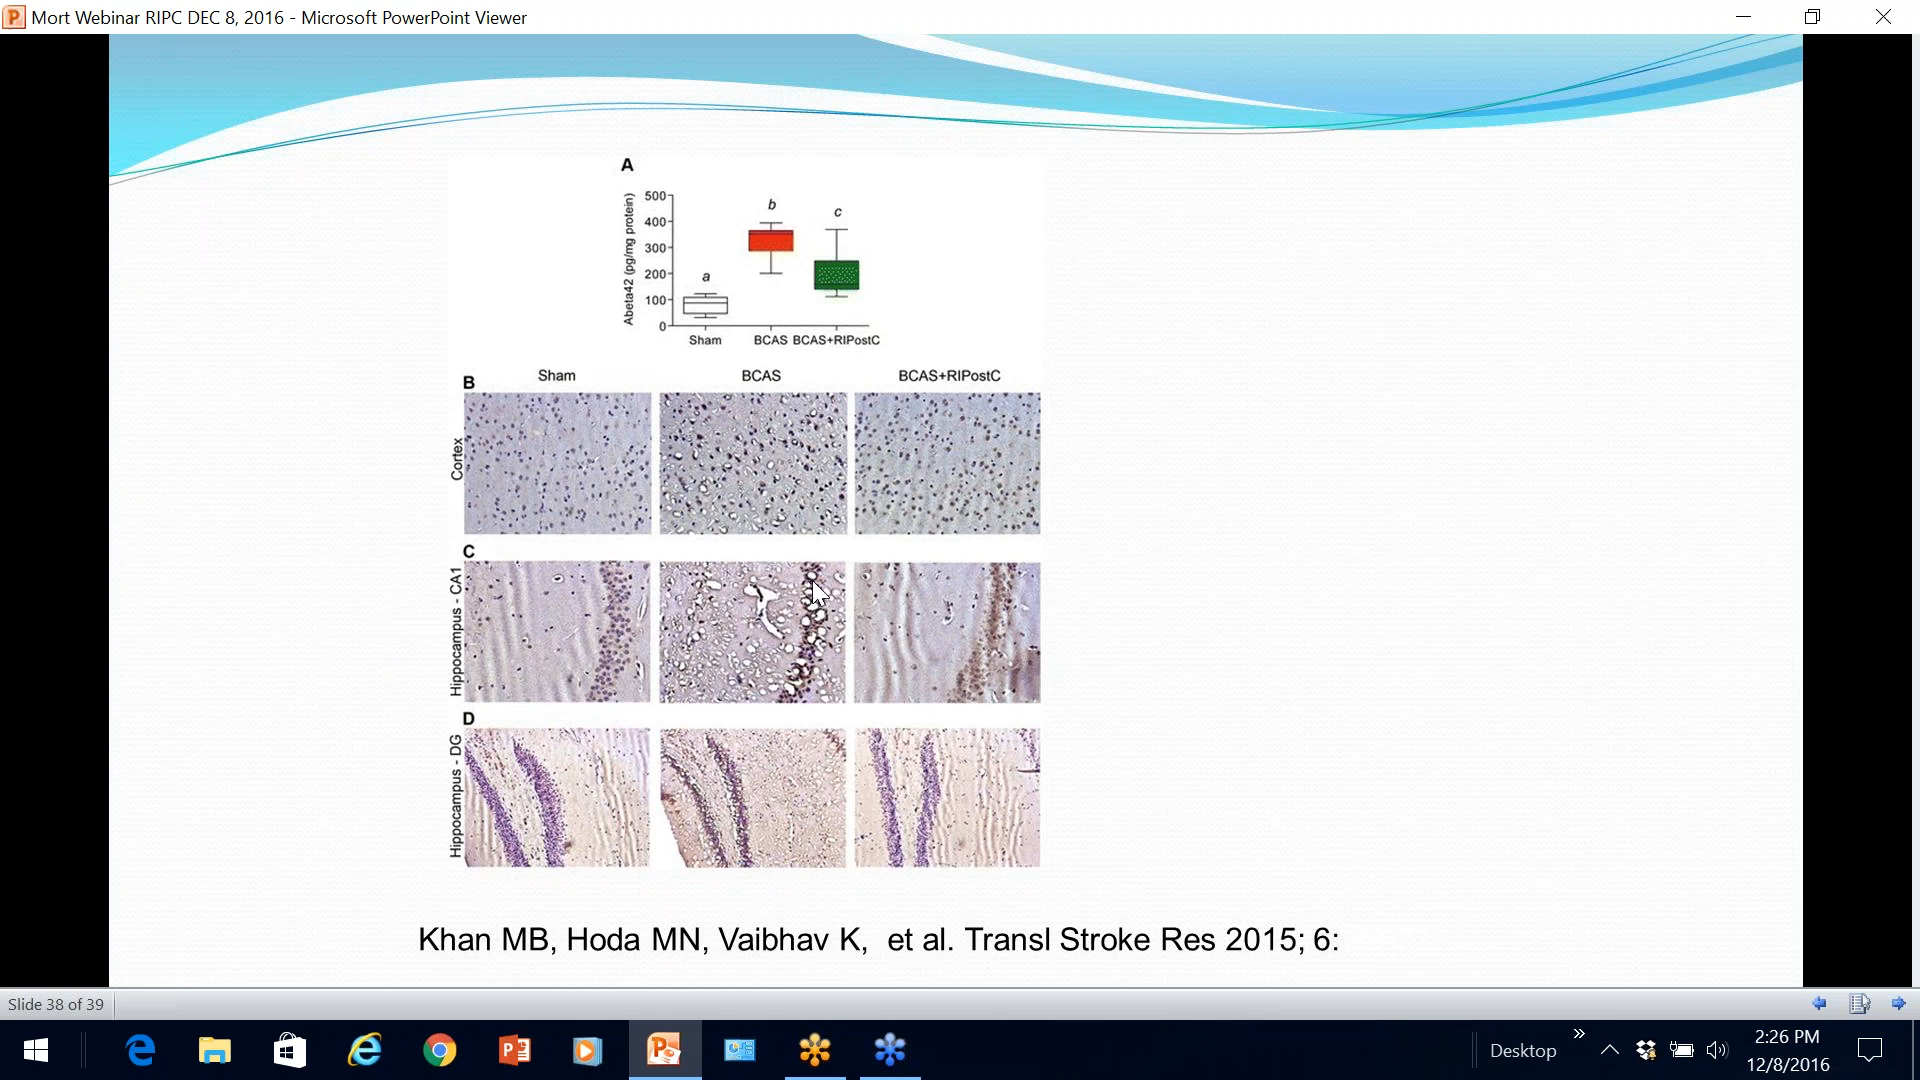 Mort Webinar RIPC DEC 8, 2016 - Microsoft PowerPoint Viewer
A
Abeta42 (pg/mg protein)
500
400
300
200
100
0
a
b
c
Sham BCAS BCAS+RIPostC
Sham BCAS BCAS+RIPostC
B
Cortex
C
Hippocampus - CA1
D
Hippocampus - DG
Khan MB, Hoda MN, Vaibhav K, et al. Transl Stroke Res 2015; 6:
Slide 38 of 39
Desktop
2:26 PM
12/8/2016